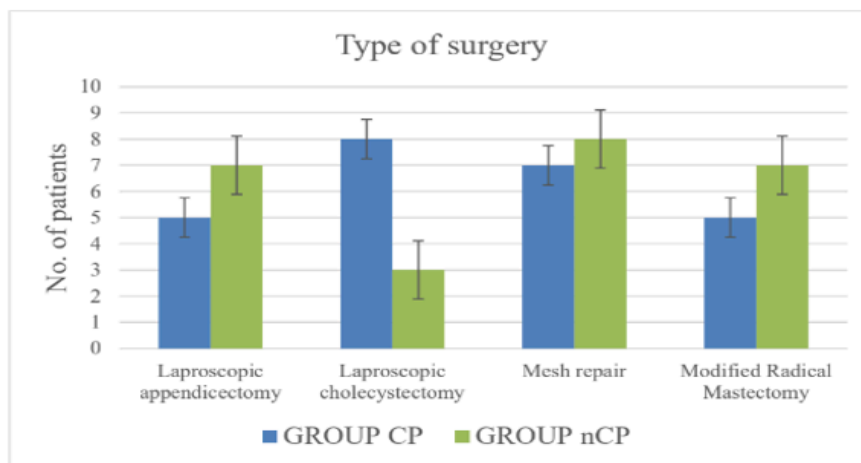 Type of surgery
No. of patients
10
9
8
7
6
5
4
3
2
1
0
Laproscopic
appendicectomy
Laproscopic
cholecystectomy
Mesh repair
Modified Radical
Mastectomy
GROUP CP
GROUP nCP